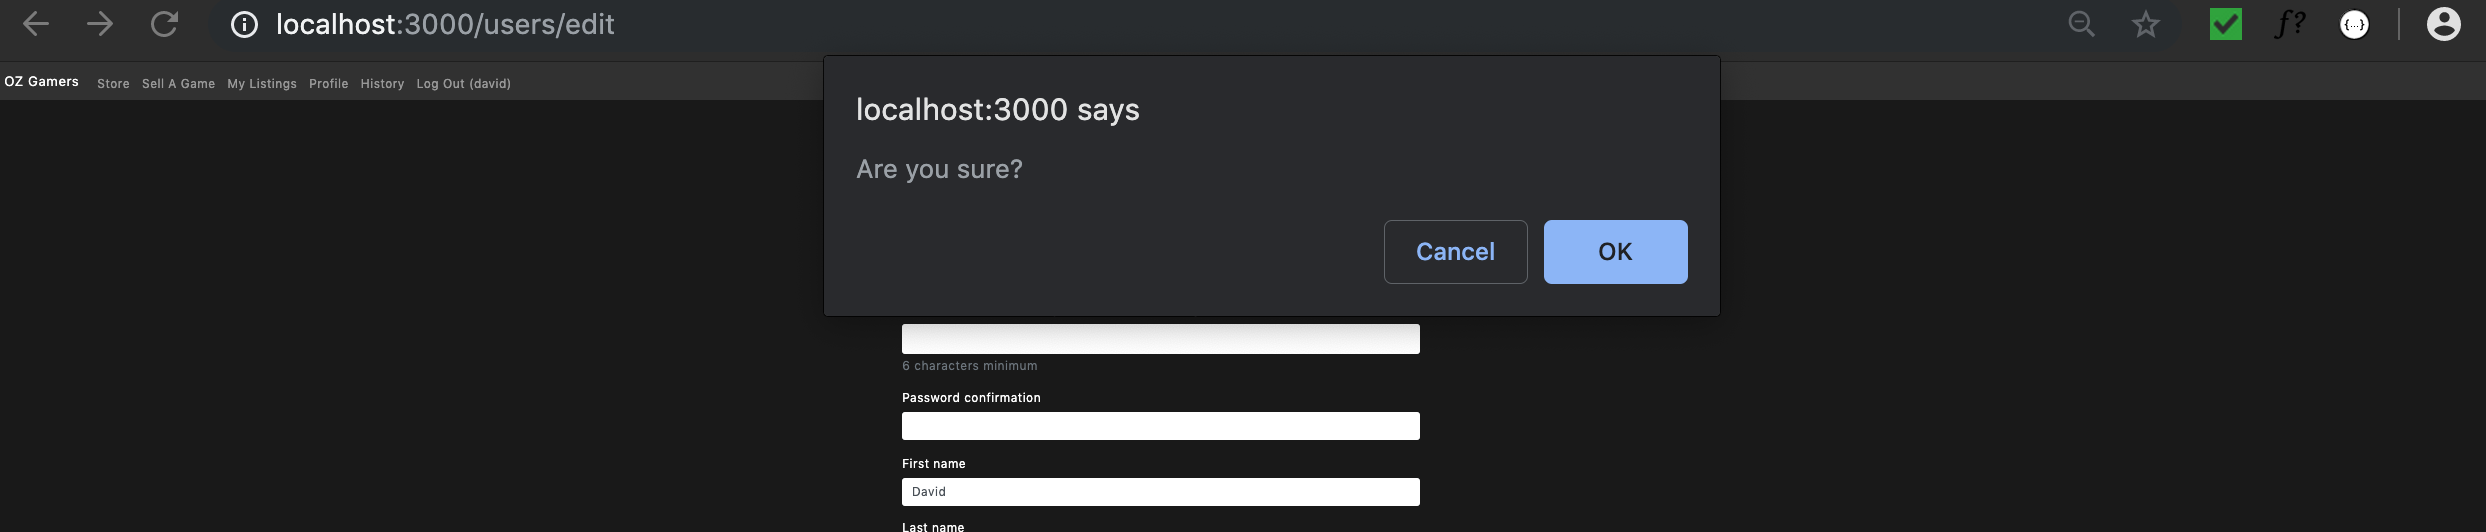 localhost:3000/users/edit
f?
{...}
OZ Gamers Store Sell A Game My Listings Profile History Log Out (david)
localhost:3000 says
Are you sure?
Cancel OK
6 characters minimum
Password confirmation
First name
David
Last name